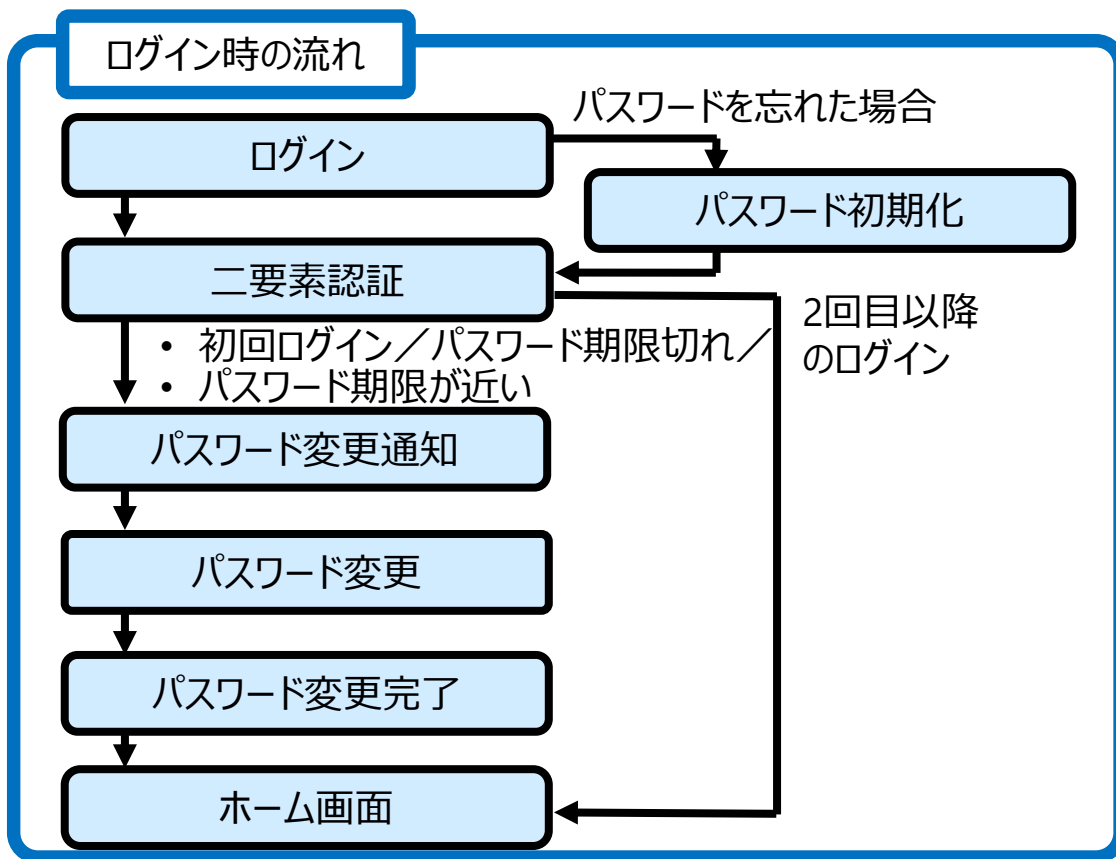 ログイン時の流れ
パスワードを忘れた場合
ログイン
パスワード初期化
二要素認証
2回目以降
のログイン
• 初回ログイン／パスワード期限切れ／
• パスワード期限が近い
パスワード変更通知
パスワード変更
パスワード変更完了
ホーム画面